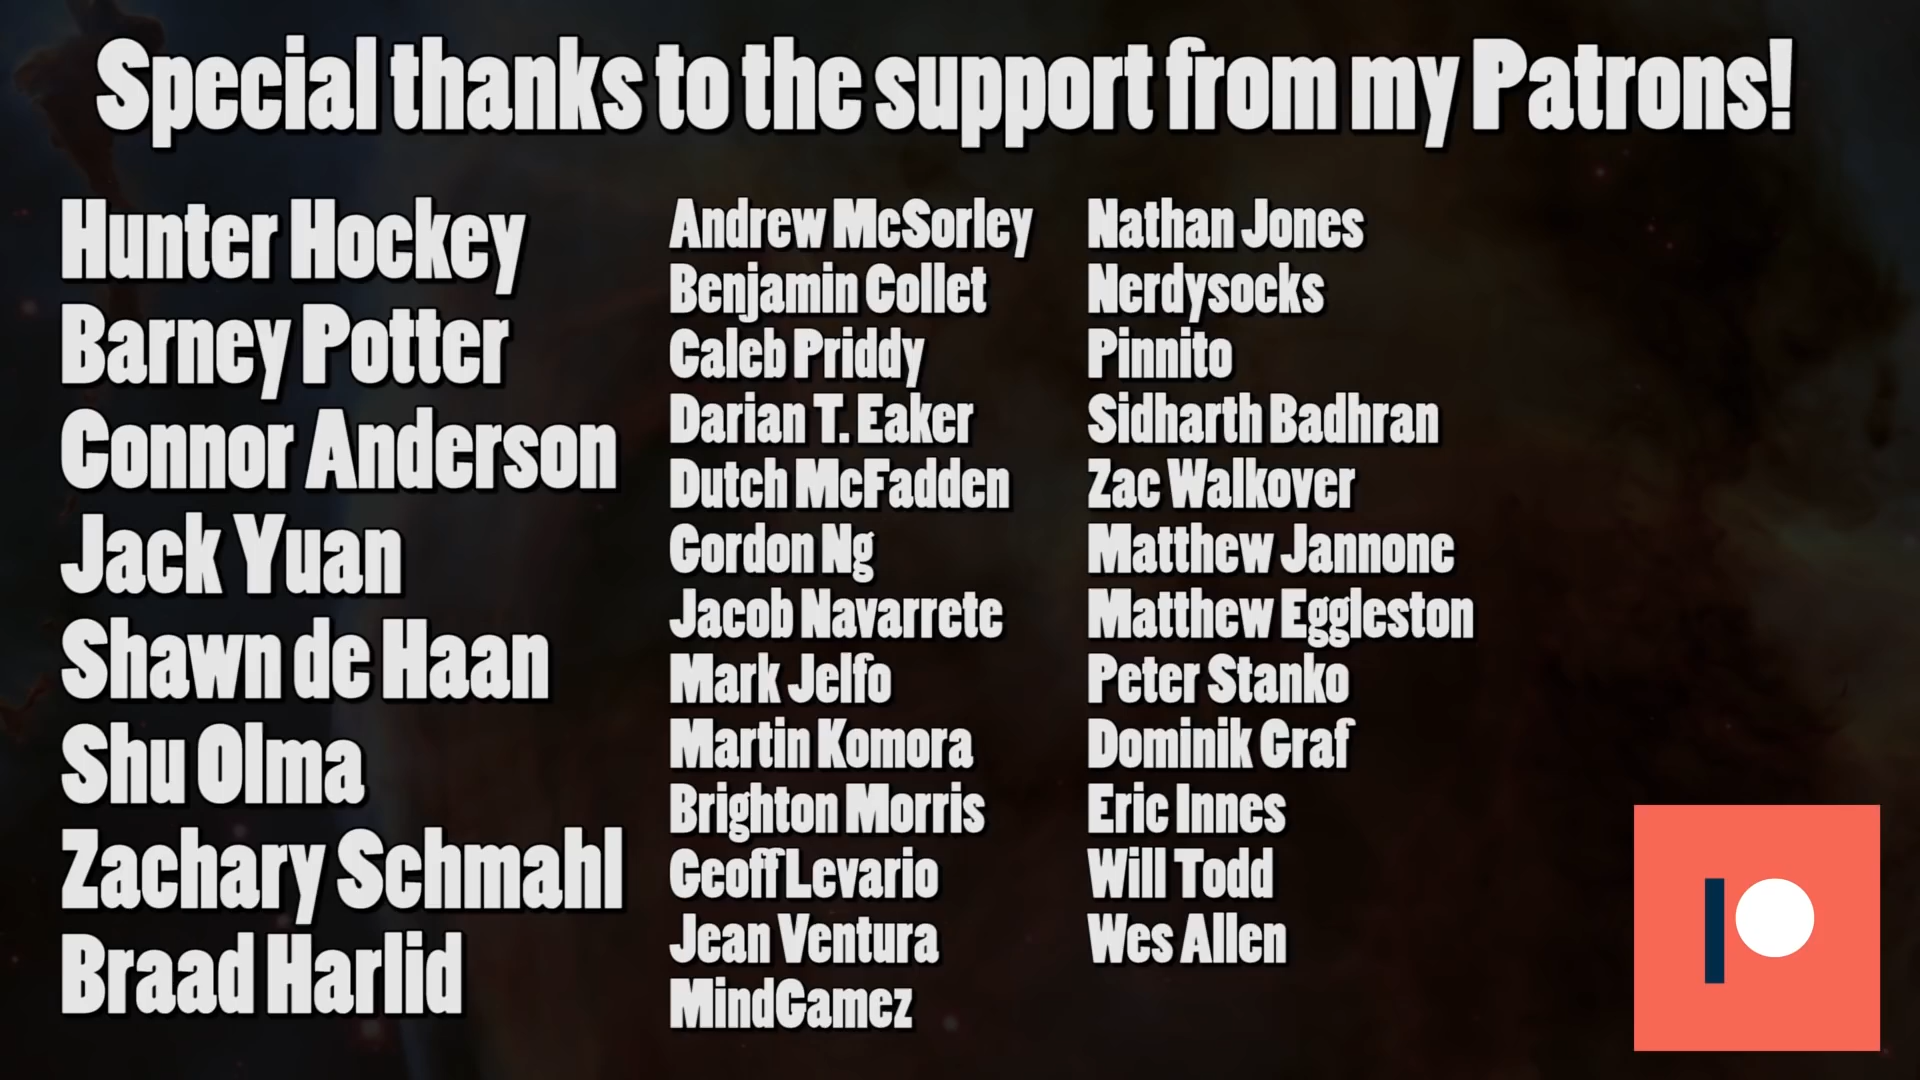 Special thanks to the support from my Patrons!
Hunter Hockey
Barney Potter
Connor Anderson
Jack Yuan
Shawn de Haan
Shu Olma
Zachary Schmahl
Braad Harlid
Andrew McSorley
Benjamin Collet
Caleb Priddy
Darian T. Eaker
Dutch McFadden
Gordon Ng
Jacob Navarrete
Mark Jelfo
Martin Komora
Brighton Morris
Geoff Levario
Jean Ventura
MindGamez
Nathan Jones
Nerdysocks
Pinnito
Sidharth Badhran
Zac Walkover
Matthew Jannone
Matthew Eggleston
Peter Stanko
Dominik Graf
Eric Innes
Will Todd
Wes Allen